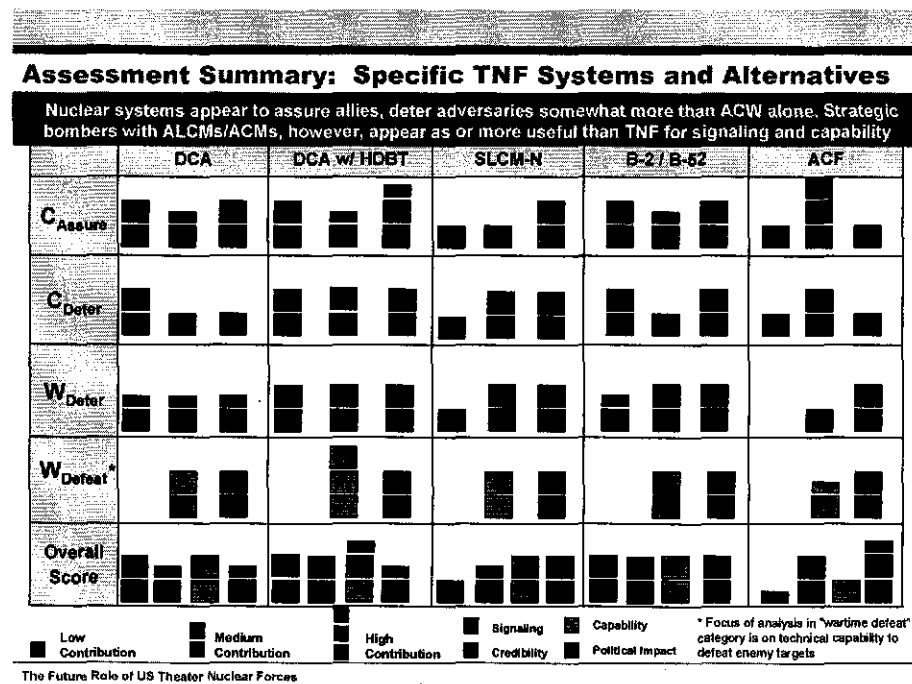 Assessment Summary: Specific TNF Systems and Alternatives
Nuclear systems appear to assure allies, deter adversaries somewhat more than ACW alone. Strategic
bombers with ALCMs/ACMs, however, appear as or more useful than TNF for signaling and capability
DCA DCA w/ HDBT SLCM-N B-2 / B-52 ACF
C Assure
C Deter
W Deter
W Defeat*
Overall
Score
Low
Contribution
Medium
Contribution
High
Contribution
Signaling
Credibility
Capability
Political Impact
* Focus of analysis in "wartime defeat"
category is on technical capability to
defeat enemy targets
The Future Role of US Theater Nuclear Forces